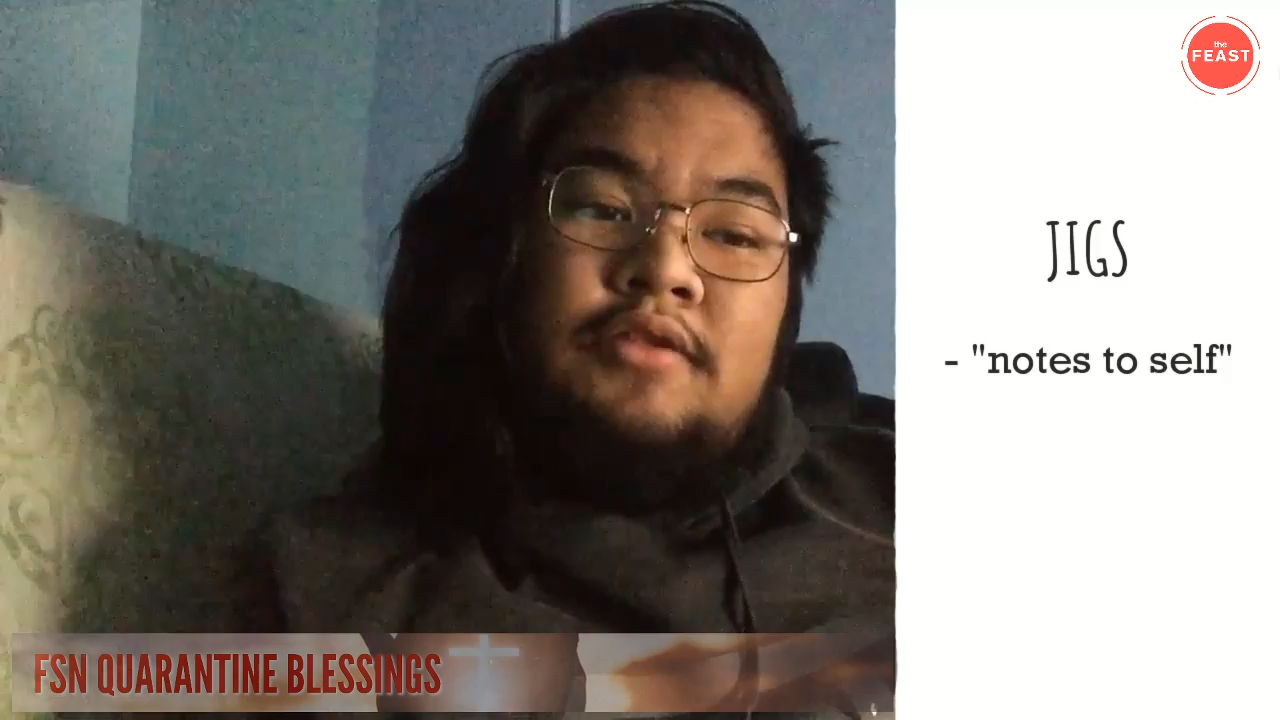 the
FEAST
JIGS
- "notes to self"
FSN QUARANTINE BLESSINGS